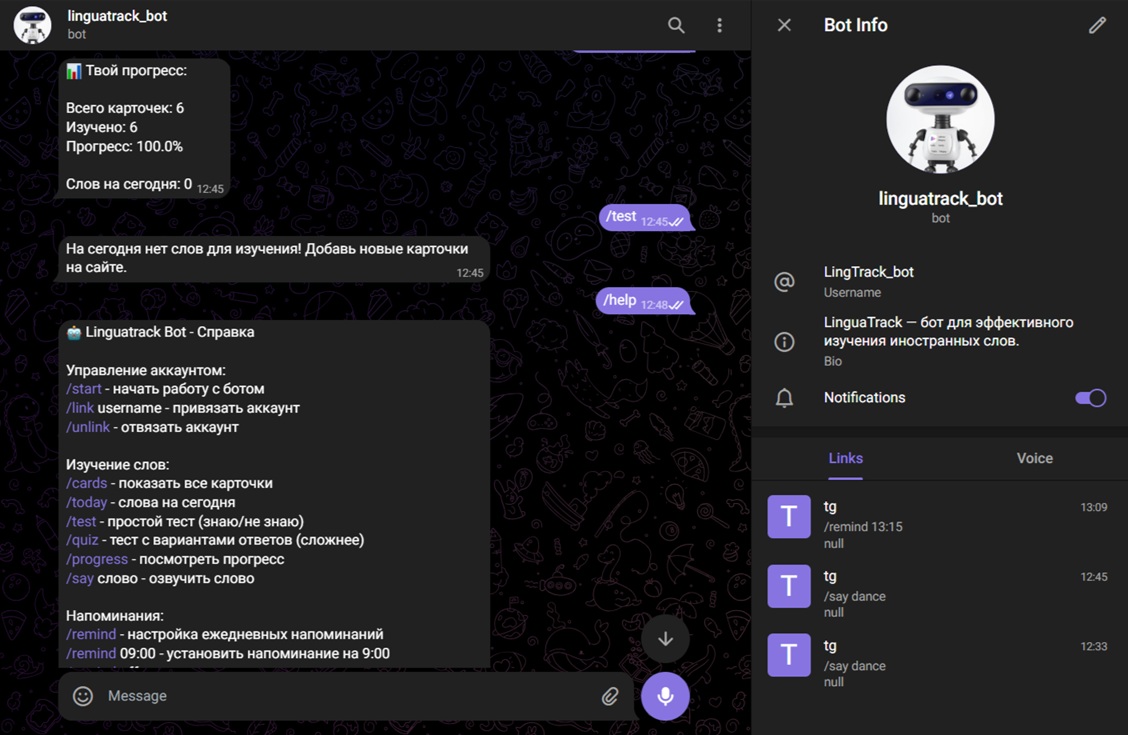 linguatrack_bot
bot
📊 Твой прогресс:
Всего карточек: 6
Изучено: 6
Прогресс: 100.0%
Слов на сегодня: 0 12:45
/test 12:45
На сегодня нет слов для изучения! Добавь новые карточки
на сайте. 12:45
/help 12:48
🤖 Linguatrack Bot - Справка
Управление аккаунтом:
/start - начать работу с ботом
/link username - привязать аккаунт
/unlink - отвязать аккаунт
Изучение слов:
/cards - показать все карточки
/today - слова на сегодня
/test - простой тест (знаю/не знаю)
/quiz - тест с вариантами ответов (сложнее)
/progress - посмотреть прогресс
/say слово - озвучить слово
Напоминания:
/remind - настройка ежедневных напоминаний
/remind 09:00 - установить напоминание на 9:00
Message
Bot Info
linguatrack_bot
bot
LingTrack_bot
Username
LinguaTrack — бот для эффективного
изучения иностранных слов.
Bio
Notifications
Links Voice
T
tg 13:09
/remind 13:15
null
T
tg 12:45
/say dance
null
T
tg 12:33
/say dance
null